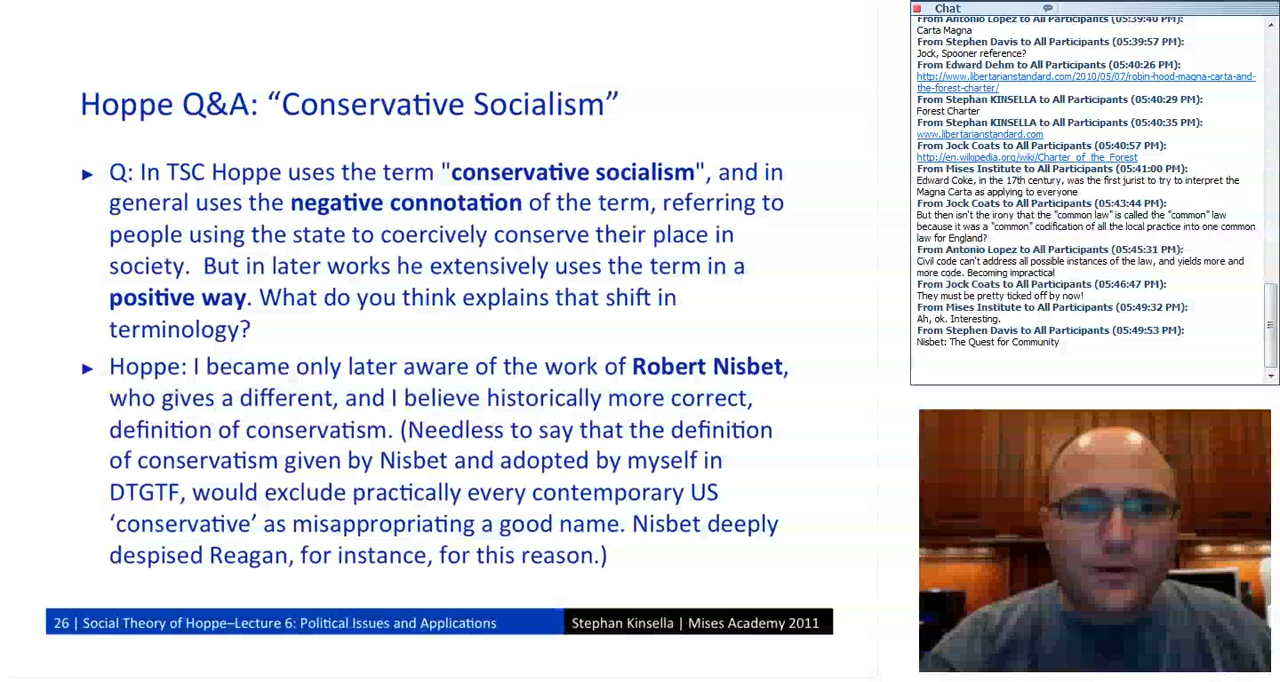 Hoppe Q&A: “Conservative Socialism”
► Q: In TSC Hoppe uses the term "conservative socialism", and in
general uses the negative connotation of the term, referring to
people using the state to coercively conserve their place in
society.  But in later works he extensively uses the term in a
positive way. What do you think explains that shift in
terminology?
► Hoppe: I became only later aware of the work of Robert Nisbet,
who gives a different, and I believe historically more correct,
definition of conservatism. (Needless to say that the definition
of conservatism given by Nisbet and adopted by myself in
DTGTF, would exclude practically every contemporary US
‘conservative’ as misappropriating a good name. Nisbet deeply
despised Reagan, for instance, for this reason.)
26 | Social Theory of Hoppe–Lecture 6: Political Issues and Applications
Stephan Kinsella | Mises Academy 2011
Chat
From Antonio Lopez to All Participants (05:39:40 PM):
Carta Magna
From Stephen Davis to All Participants (05:39:57 PM):
Jock, Spooner reference?
From Edward Dehm to All Participants (05:40:26 PM):
http://www.libertarianstandard.com/2010/05/07/robin-hood-magna-carta-and-
the-forest-charter/
From Stephan KINSELLA to All Participants (05:40:29 PM):
Forest Charter
From Stephan KINSELLA to All Participants (05:40:35 PM):
www.libertarianstandard.com
From Jock Coats to All Participants (05:40:57 PM):
http://en.wikipedia.org/wiki/Charter_of_the_Forest
From Mises Institute to All Participants (05:41:00 PM):
Edward Coke, in the 17th century, was the first jurist to try to interpret the
Magna Carta as applying to everyone
From Jock Coats to All Participants (05:43:44 PM):
But then isn't the irony that the "common law" is called the "common" law
because it was a "common" codification of all the local practice into one common
law for England?
From Antonio Lopez to All Participants (05:45:31 PM):
Civil code can't address all possible instances of the law, and yields more and
more code. Becoming impractical
From Jock Coats to All Participants (05:46:47 PM):
They must be pretty ticked off by now!
From Mises Institute to All Participants (05:49:32 PM):
Ah, ok. Interesting.
From Stephen Davis to All Participants (05:49:53 PM):
Nisbet: The Quest for Community